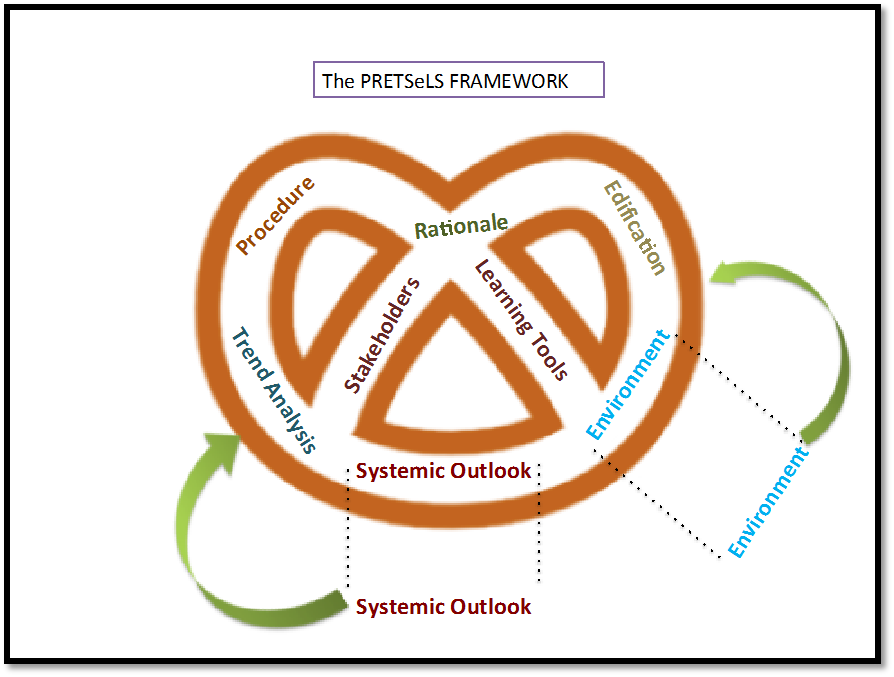 The PRETSeLS FRAMEWORK
Procedure
Rationale
Edification
Stakeholders
Learning Tools
Trend Analysis
Environment
Systemic Outlook
Environment
Systemic Outlook